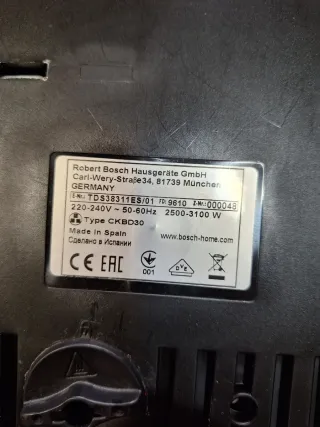 Robert Bosch Hausgeräte GmbH
Carl-Wery-Straße34, 81739 München
GERMANY
E-Nr.: TDS38311ES/01 FD: 9610 Z-Nr.: 000048
220-240V ~ 50-60Hz 2500-3100 W
Type CKBD30
Made in Spain www.bosch-home.com
Сделано в Испании
CE EAC 001 DVE